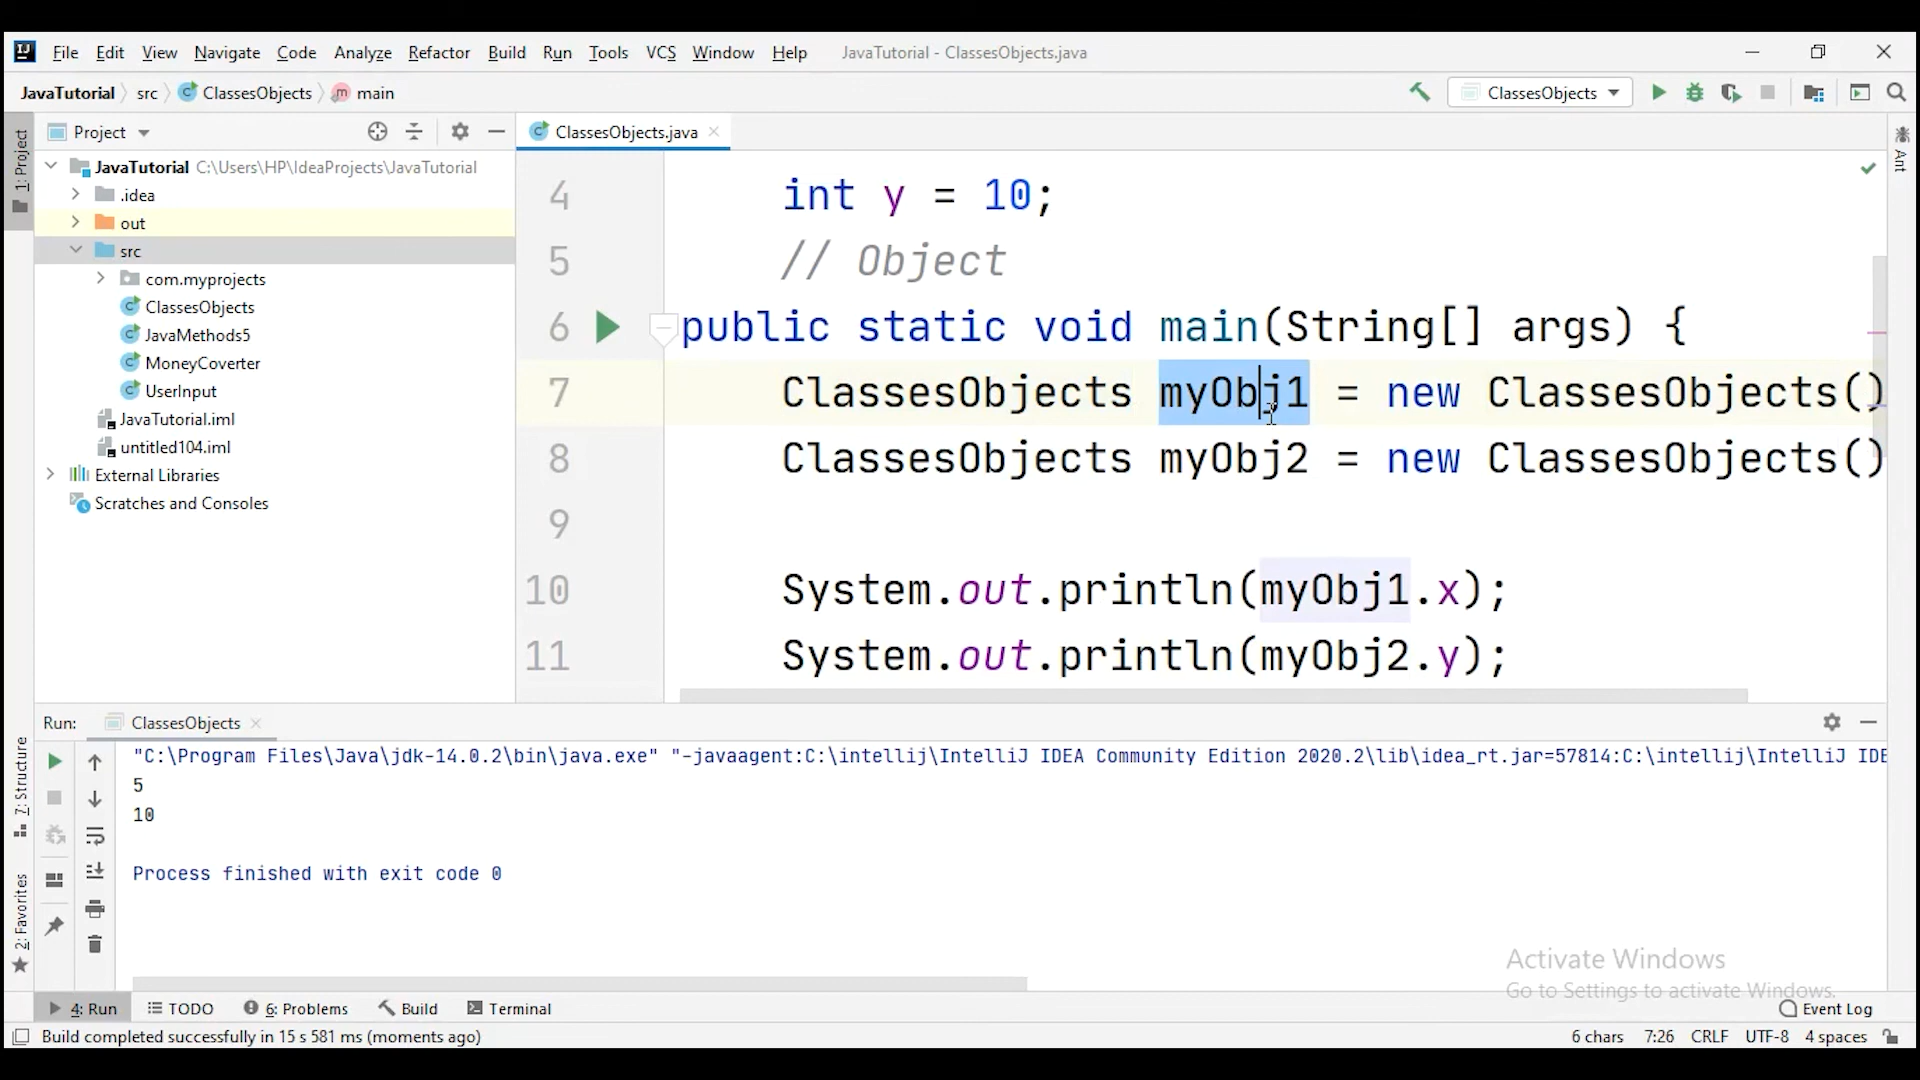 File Edit View Navigate Code Analyze Refactor Build Run Tools VCS Window Help JavaTutorial - ClassesObjects.java
JavaTutorial src ClassesObjects main ClassesObjects
1: Project
Project
JavaTutorial C:\Users\HP\IdeaProjects\JavaTutorial
.idea
out
src
com.myprojects
ClassesObjects
JavaMethods5
MoneyCoverter
UserInput
JavaTutorial.iml
untitled104.iml
External Libraries
Scratches and Consoles
ClassesObjects.java
Ant
4 int y = 10;
5 // Object
6 public static void main(String[] args) {
7 ClassesObjects myObj1 = new ClassesObjects()
8 ClassesObjects myObj2 = new ClassesObjects()
9
10 System.out.println(myObj1.x);
11 System.out.println(myObj2.y);
7: Structure
2: Favorites
Run: ClassesObjects
"C:\Program Files\Java\jdk-14.0.2\bin\java.exe" "-javaagent:C:\intellij\IntelliJ IDEA Community Edition 2020.2\lib\idea_rt.jar=57814:C:\intellij\IntelliJ IDE
5
10
Process finished with exit code 0
Activate Windows
Go to Settings to activate Windows.
4: Run TODO 6: Problems Build Terminal Event Log
Build completed successfully in 15 s 581 ms (moments ago) 6 chars 7:26 CRLF UTF-8 4 spaces